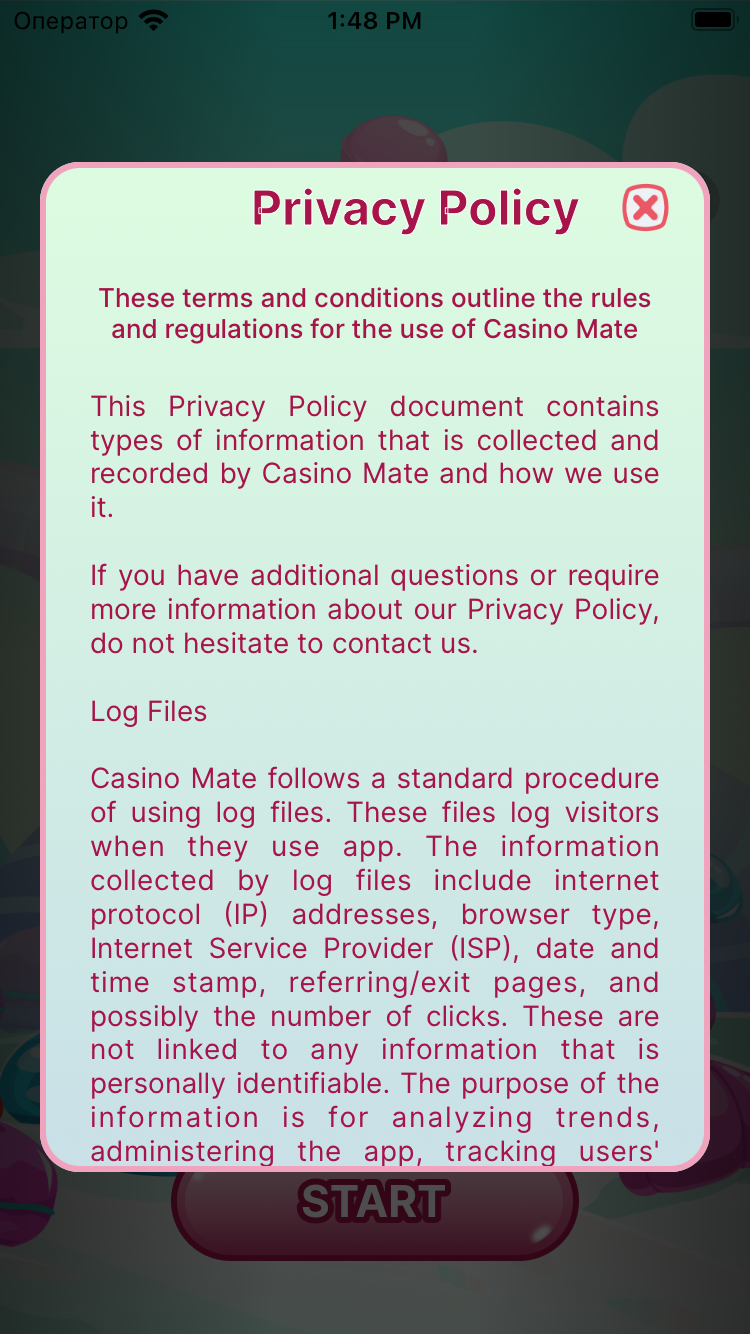 Оператор 1:48 PM
Privacy Policy
These terms and conditions outline the rules
and regulations for the use of Casino Mate
This Privacy Policy document contains
types of information that is collected and
recorded by Casino Mate and how we use
it.
If you have additional questions or require
more information about our Privacy Policy,
do not hesitate to contact us.
Log Files
Casino Mate follows a standard procedure
of using log files. These files log visitors
when they use app. The information
collected by log files include internet
protocol (IP) addresses, browser type,
Internet Service Provider (ISP), date and
time stamp, referring/exit pages, and
possibly the number of clicks. These are
not linked to any information that is
personally identifiable. The purpose of the
information is for analyzing trends,
administering the app, tracking users'
START